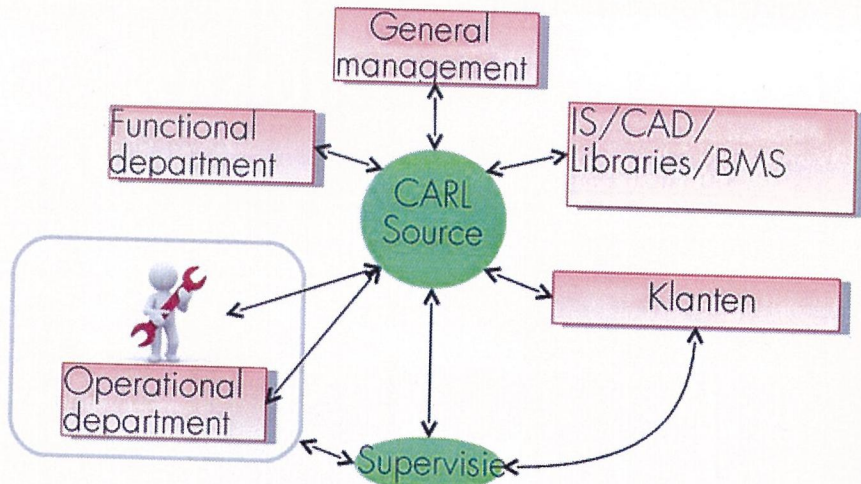 General
management
Functional
department
IS/CAD/
Libraries/BMS
CARL
Source
Klanten
Operational
department
Supervisie